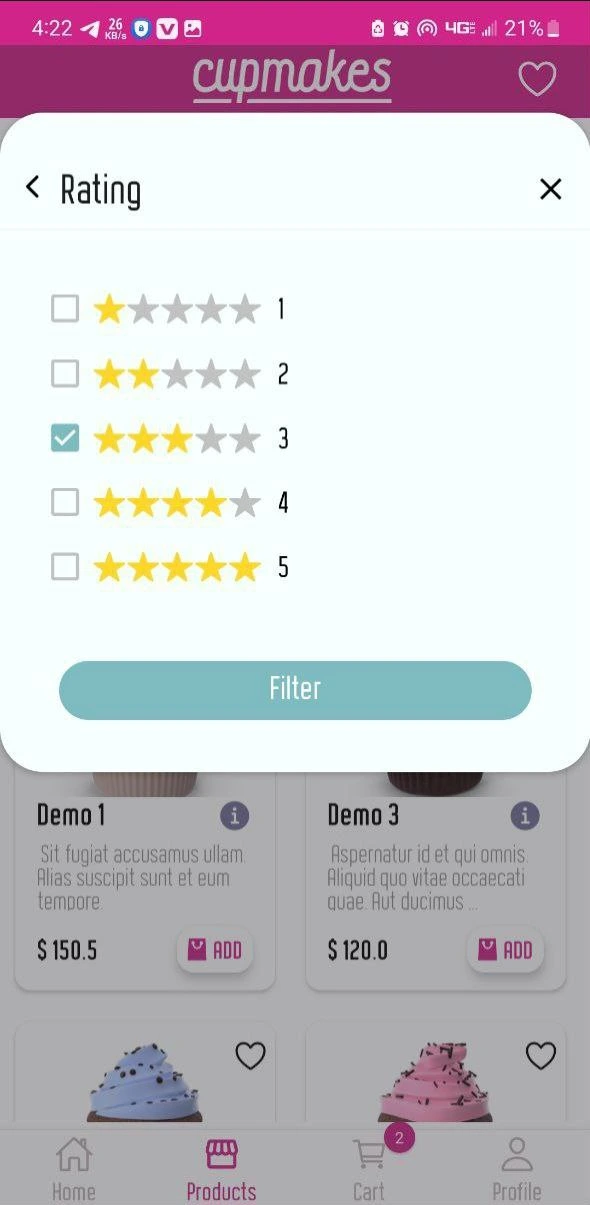 4:22
26
KB/s
4GE
21%
cupmakes
Rating
1
2
3
4
5
Filter
Demo 1
Sit fugiat accusamus ullam.
Alias suscipit sunt et eum
tempore.
$ 150.5
ADD
Demo 3
Aspernatur id et qui omnis.
Aliquid quo vitae occaecati
quae. Aut ducimus ...
$ 120.0
ADD
2
Home
Products
Cart
Profile